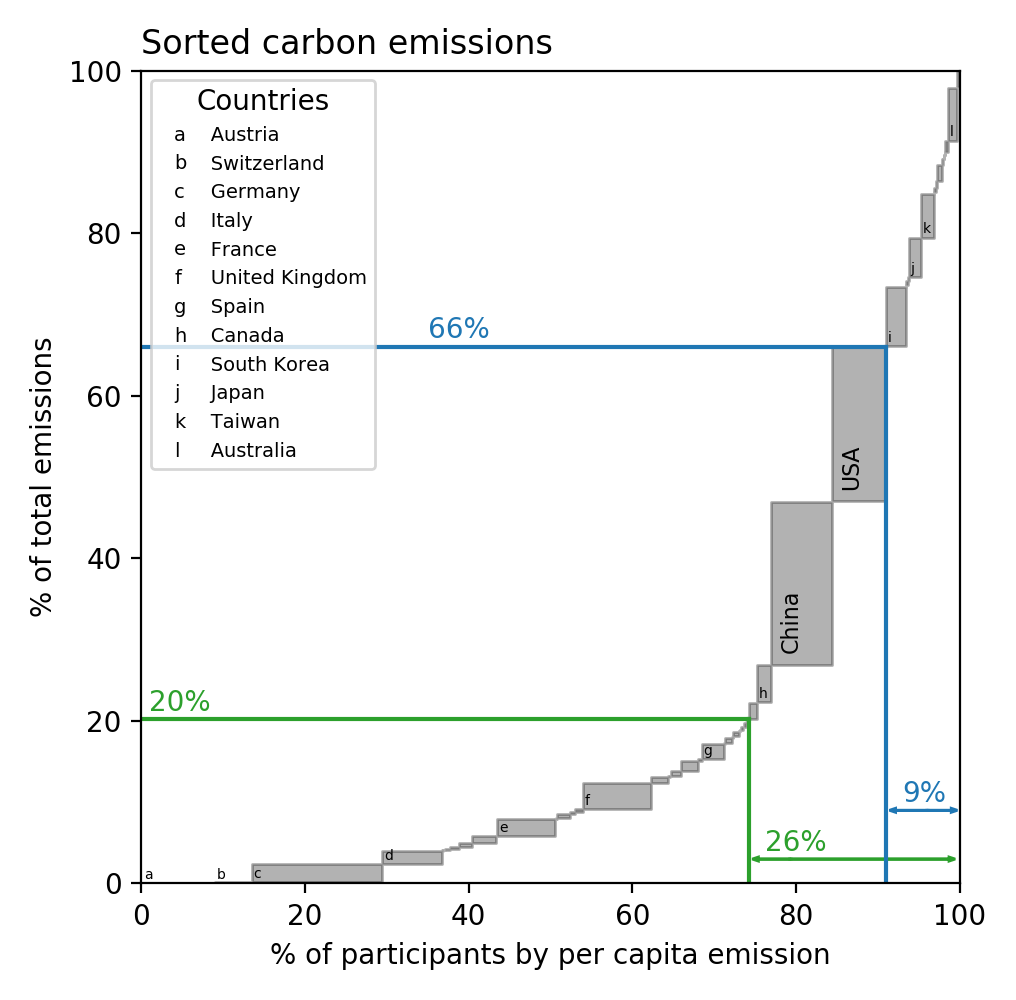 Sorted carbon emissions
100
80
60
40
20
0
% of total emissions
Countries
a Austria
b Switzerland
c Germany
d Italy
e France
f United Kingdom
g Spain
h Canada
i South Korea
j Japan
k Taiwan
l Australia
66%
20%
9%
26%
a
b
c
d
e
f
g
h
China
USA
i
j
k
l
0 20 40 60 80 100
% of participants by per capita emission